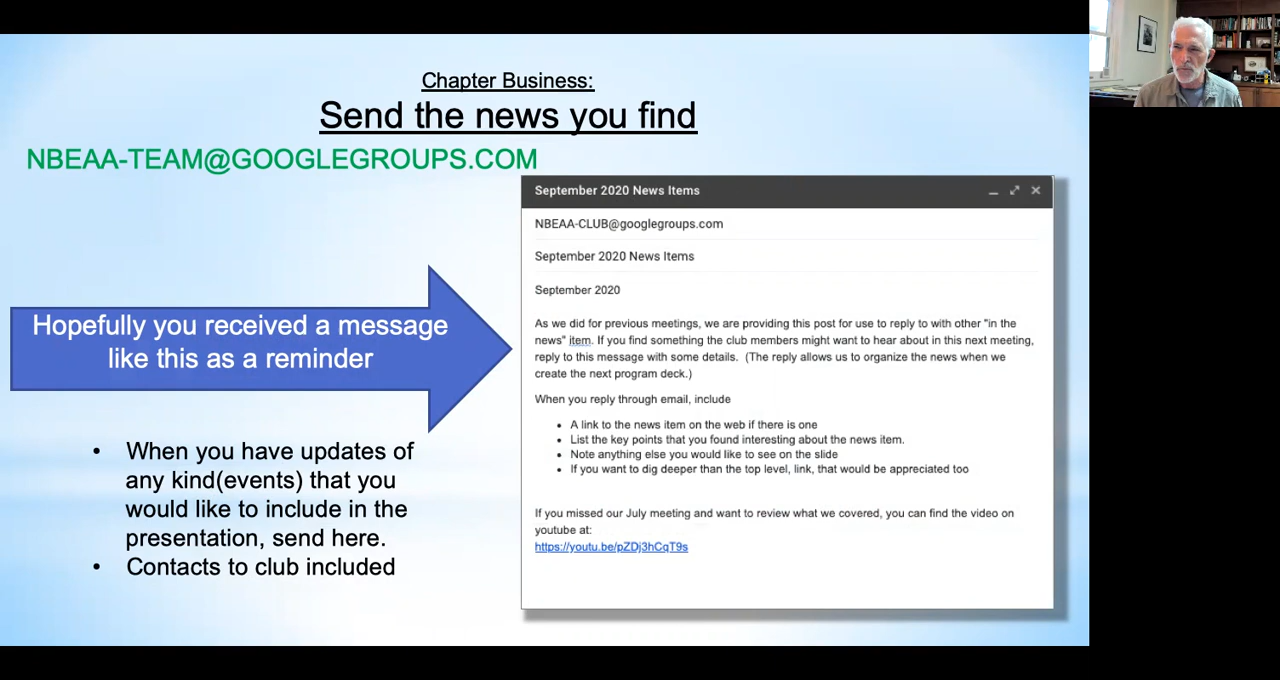 Chapter Business:
Send the news you find
NBEAA-TEAM@GOOGLEGROUPS.COM
Hopefully you received a message
like this as a reminder
• When you have updates of
any kind(events) that you
would like to include in the
presentation, send here.
• Contacts to club included
September 2020 News Items
NBEAA-CLUB@googlegroups.com
September 2020 News Items
September 2020
As we did for previous meetings, we are providing this post for use to reply to with other "in the
news" item. If you find something the club members might want to hear about in this next meeting,
reply to this message with some details. (The reply allows us to organize the news when we
create the next program deck.)
When you reply through email, include
• A link to the news item on the web if there is one
• List the key points that you found interesting about the news item.
• Note anything else you would like to see on the slide
• If you want to dig deeper than the top level, link, that would be appreciated too
If you missed our July meeting and want to review what we covered, you can find the video on
youtube at:
https://youtu.be/pZDj3hCqT9s